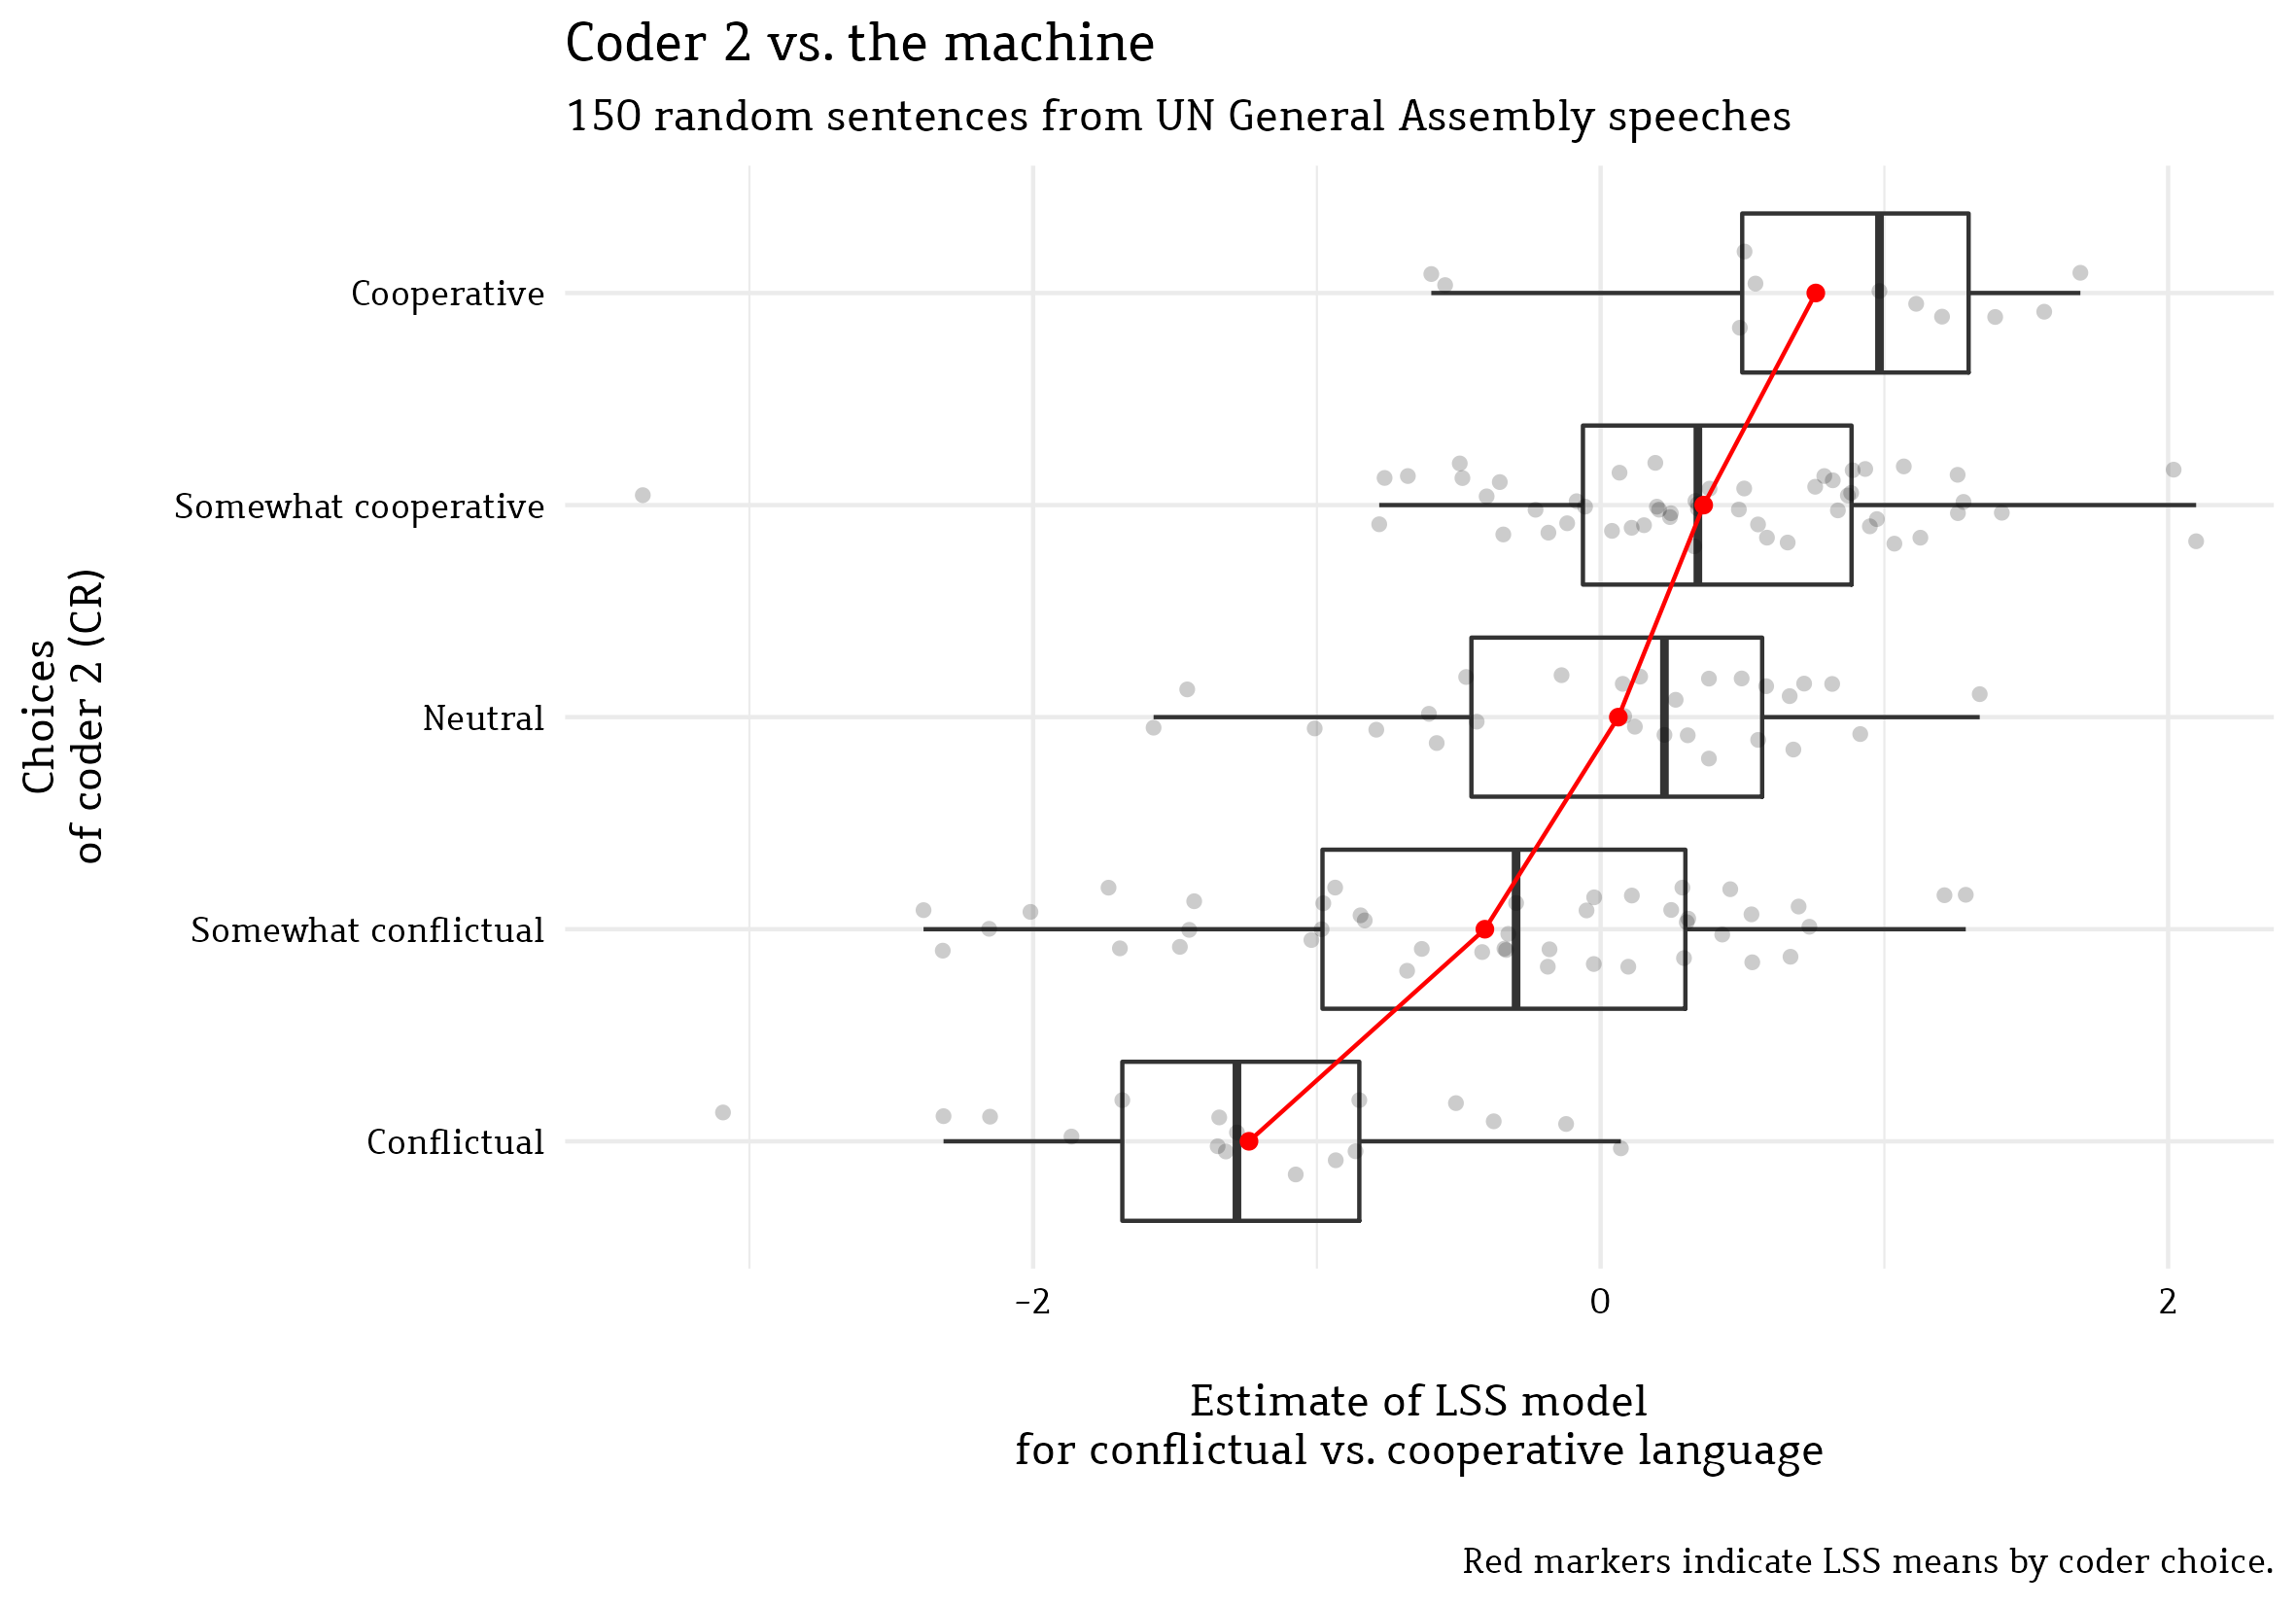 Coder 2 vs. the machine
150 random sentences from UN General Assembly speeches
Choices
of coder 2 (CR)
Cooperative
Somewhat cooperative
Neutral
Somewhat conflictual
Conflictual
−2
0
2
Estimate of LSS model
for conflictual vs. cooperative language
Red markers indicate LSS means by coder choice.